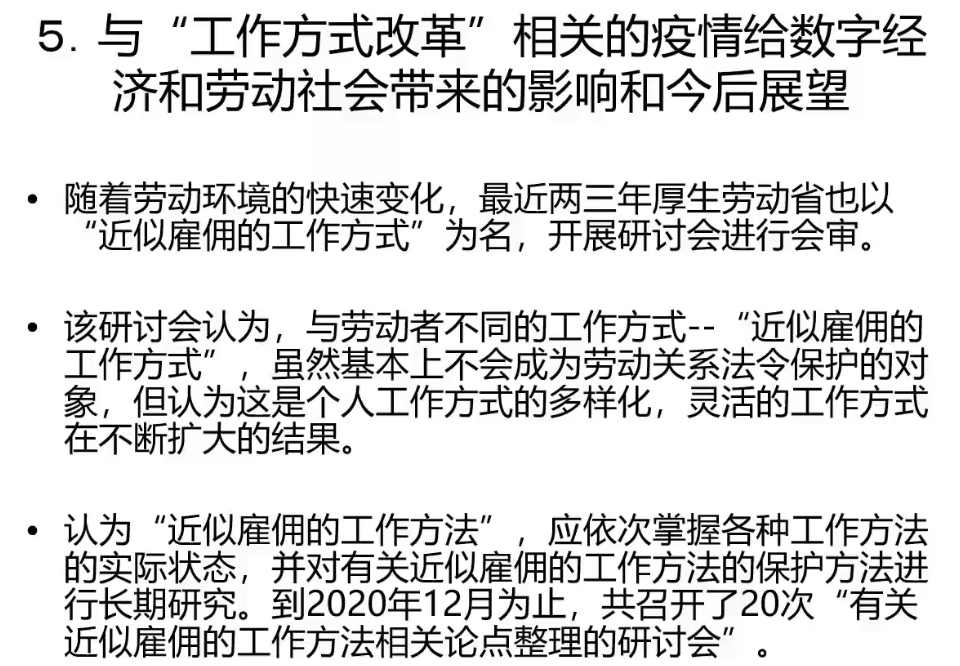 5. 与“工作方式改革”相关的疫情给数字经
济和劳动社会带来的影响和今后展望
• 随着劳动环境的快速变化，最近两三年厚生劳动省也以
“近似雇佣的工作方式”为名，开展研讨会进行会审。
• 该研讨会认为，与劳动者不同的工作方式--“近似雇佣的
工作方式”，虽然基本上不会成为劳动关系法令保护的对
象，但认为这是个人工作方式的多样化，灵活的工作方式
在不断扩大的结果。
• 认为“近似雇佣的工作方法”，应依次掌握各种工作方法
的实际状态，并对有关近似雇佣的工作方法的保护方法进
行长期研究。到2020年12月为止，共召开了20次“有关
近似雇佣的工作方法相关论点整理的研讨会”。